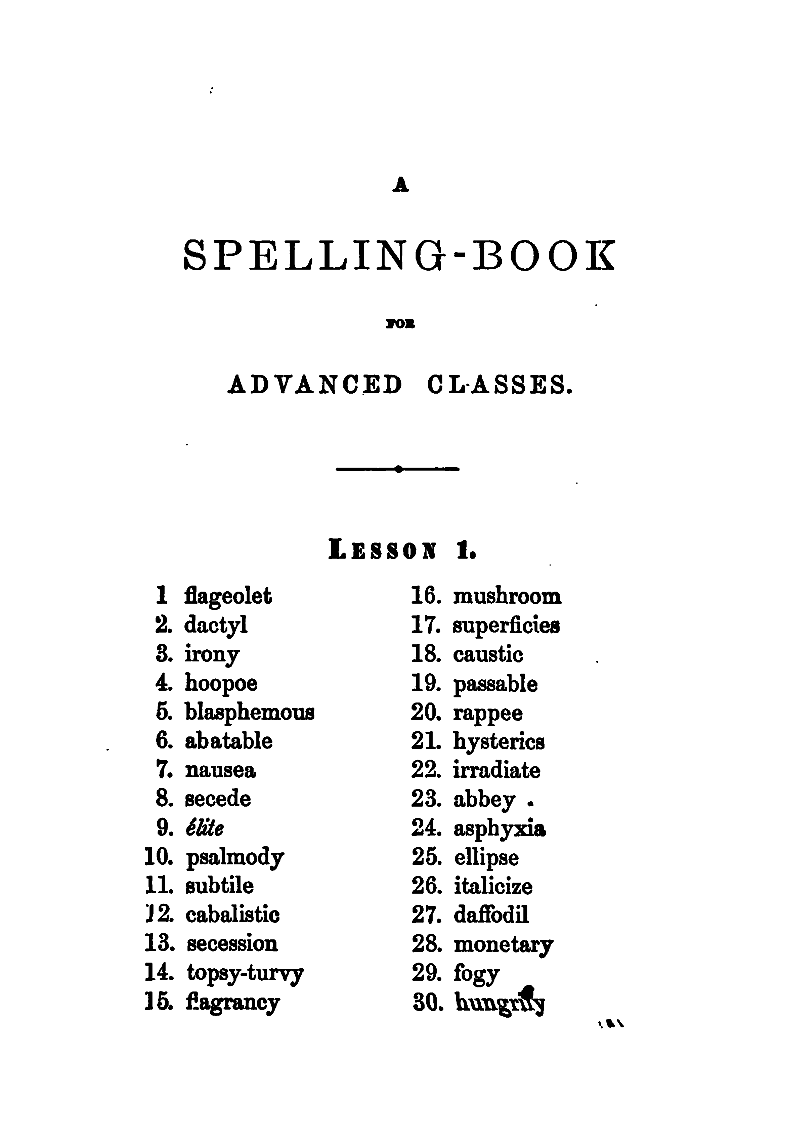 A
SPELLING-BOOK
FOR
ADVANCED CLASSES.
LESSON 1.
1 flageolet
2. dactyl
3. irony
4. hoopoe
5. blasphemous
6. abatable
7. nausea
8. secede
9. élite
10. psalmody
11. subtile
12. cabalistic
13. secession
14. topsy-turvy
15. flagrancy
16. mushroom
17. superficies
18. caustic
19. passable
20. rappee
21. hysterics
22. irradiate
23. abbey
24. asphyxia
25. ellipse
26. italicize
27. daffodil
28. monetary
29. fogy
30. hungrily